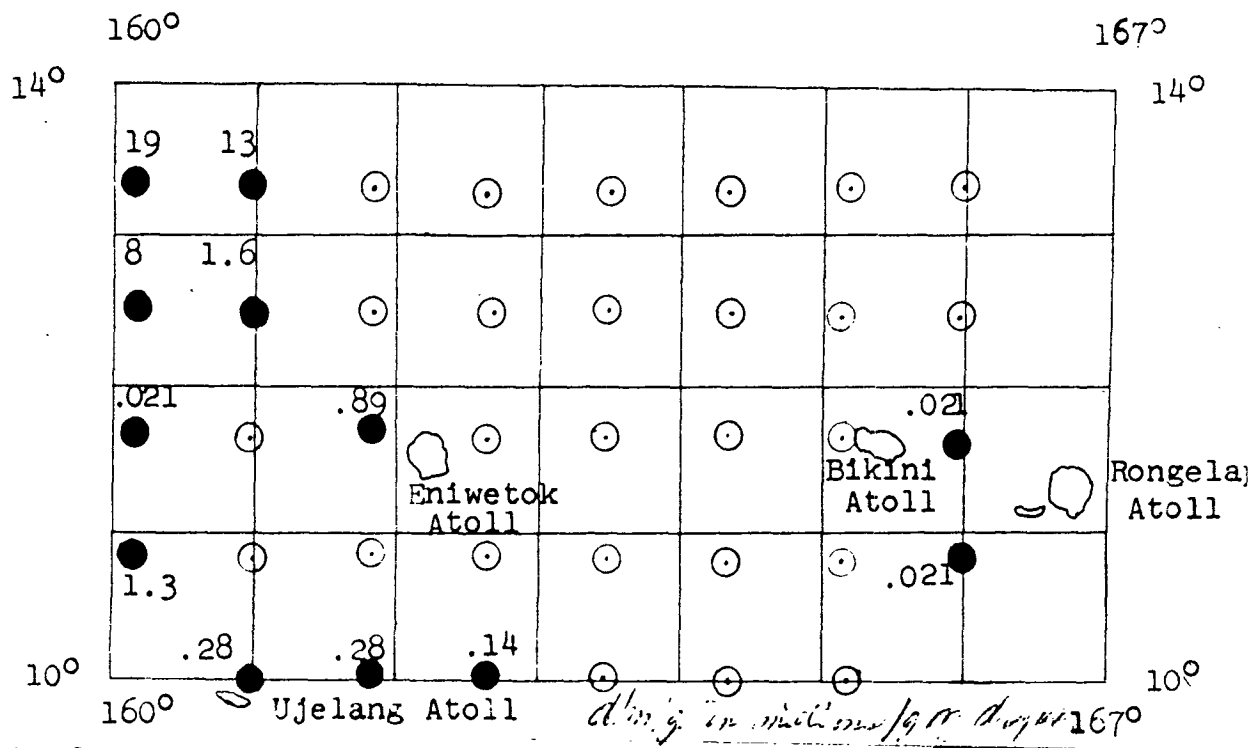 160° 167°
14° 14°
19 13
8 1.6
.021 .89 .021
Eniwetok Atoll
Bikini Atoll
Rongelap Atoll
1.3 .021
.28 .28 .14
10° 10°
160° Ujelang Atoll 167°